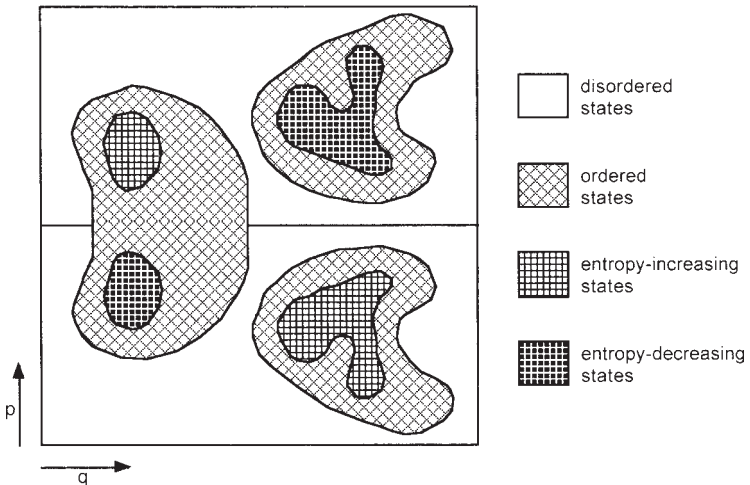 disordered
states
ordered
states
entropy-increasing
states
entropy-decreasing
states
p
q